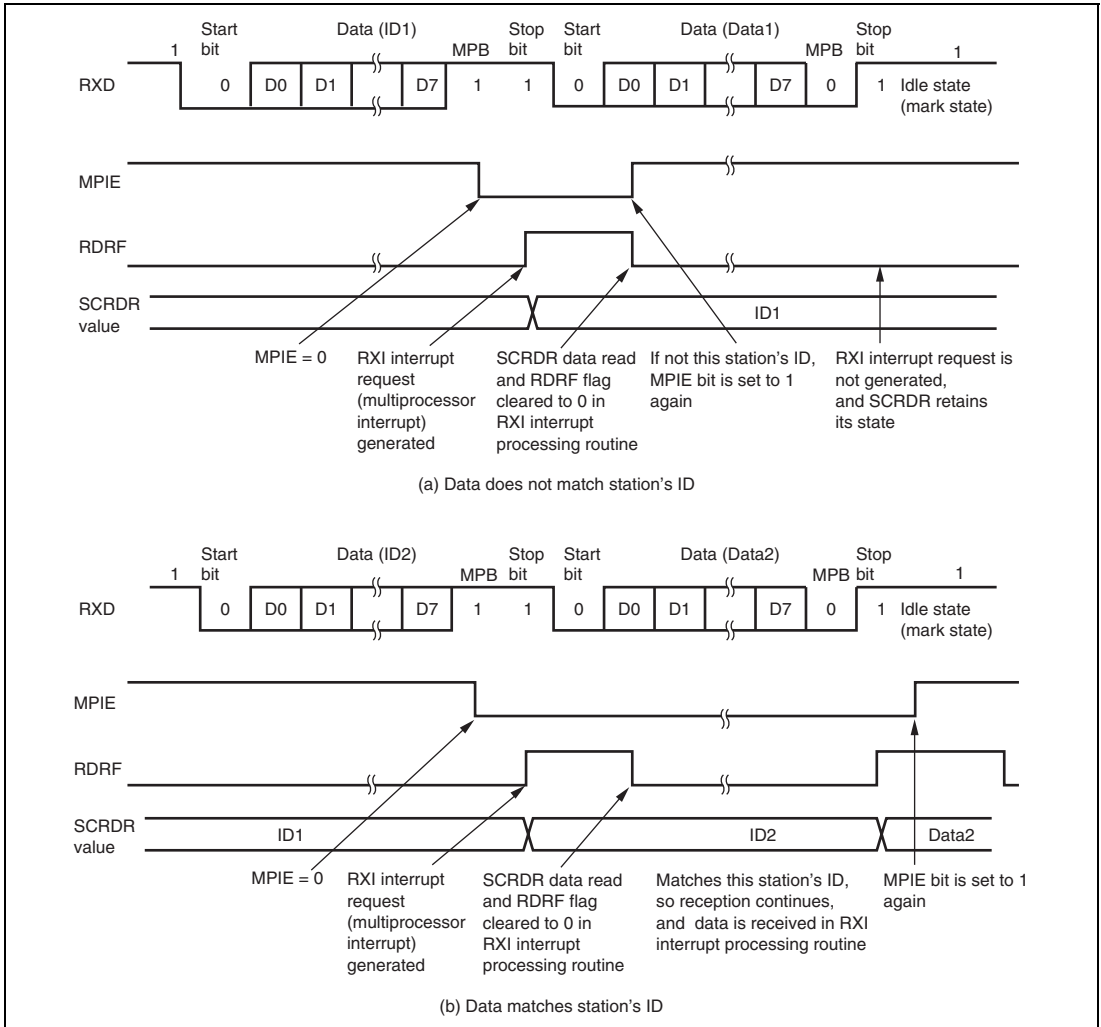 Start bit Data (ID1) Stop bit Start bit Data (Data1) Stop bit
1 MPB MPB 1
RXD 0 D0 D1 D7 1 1 0 D0 D1 D7 0 1 Idle state (mark state)
MPIE
RDRF
SCRDR value ID1
MPIE = 0
RXI interrupt request (multiprocessor interrupt) generated
SCRDR data read and RDRF flag cleared to 0 in RXI interrupt processing routine
If not this station's ID, MPIE bit is set to 1 again
RXI interrupt request is not generated, and SCRDR retains its state
(a) Data does not match station's ID
Start bit Data (ID2) Stop bit Start bit Data (Data2) Stop bit
1 MPB MPB 1
RXD 0 D0 D1 D7 1 1 0 D0 D1 D7 0 1 Idle state (mark state)
MPIE
RDRF
SCRDR value ID1 ID2 Data2
MPIE = 0
RXI interrupt request (multiprocessor interrupt) generated
SCRDR data read and RDRF flag cleared to 0 in RXI interrupt processing routine
Matches this station's ID, so reception continues, and data is received in RXI interrupt processing routine
MPIE bit is set to 1 again
(b) Data matches station's ID